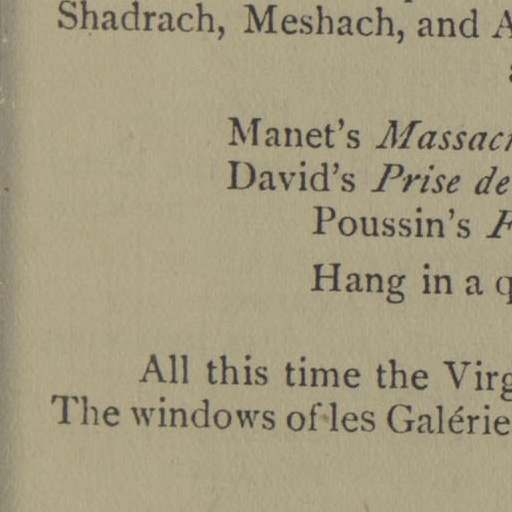 Shadrach, Meshach, and A
Manet's Massacr
David's Prise de
Poussin's F
Hang in a q
All this time the Virg
The windows of les Galérie